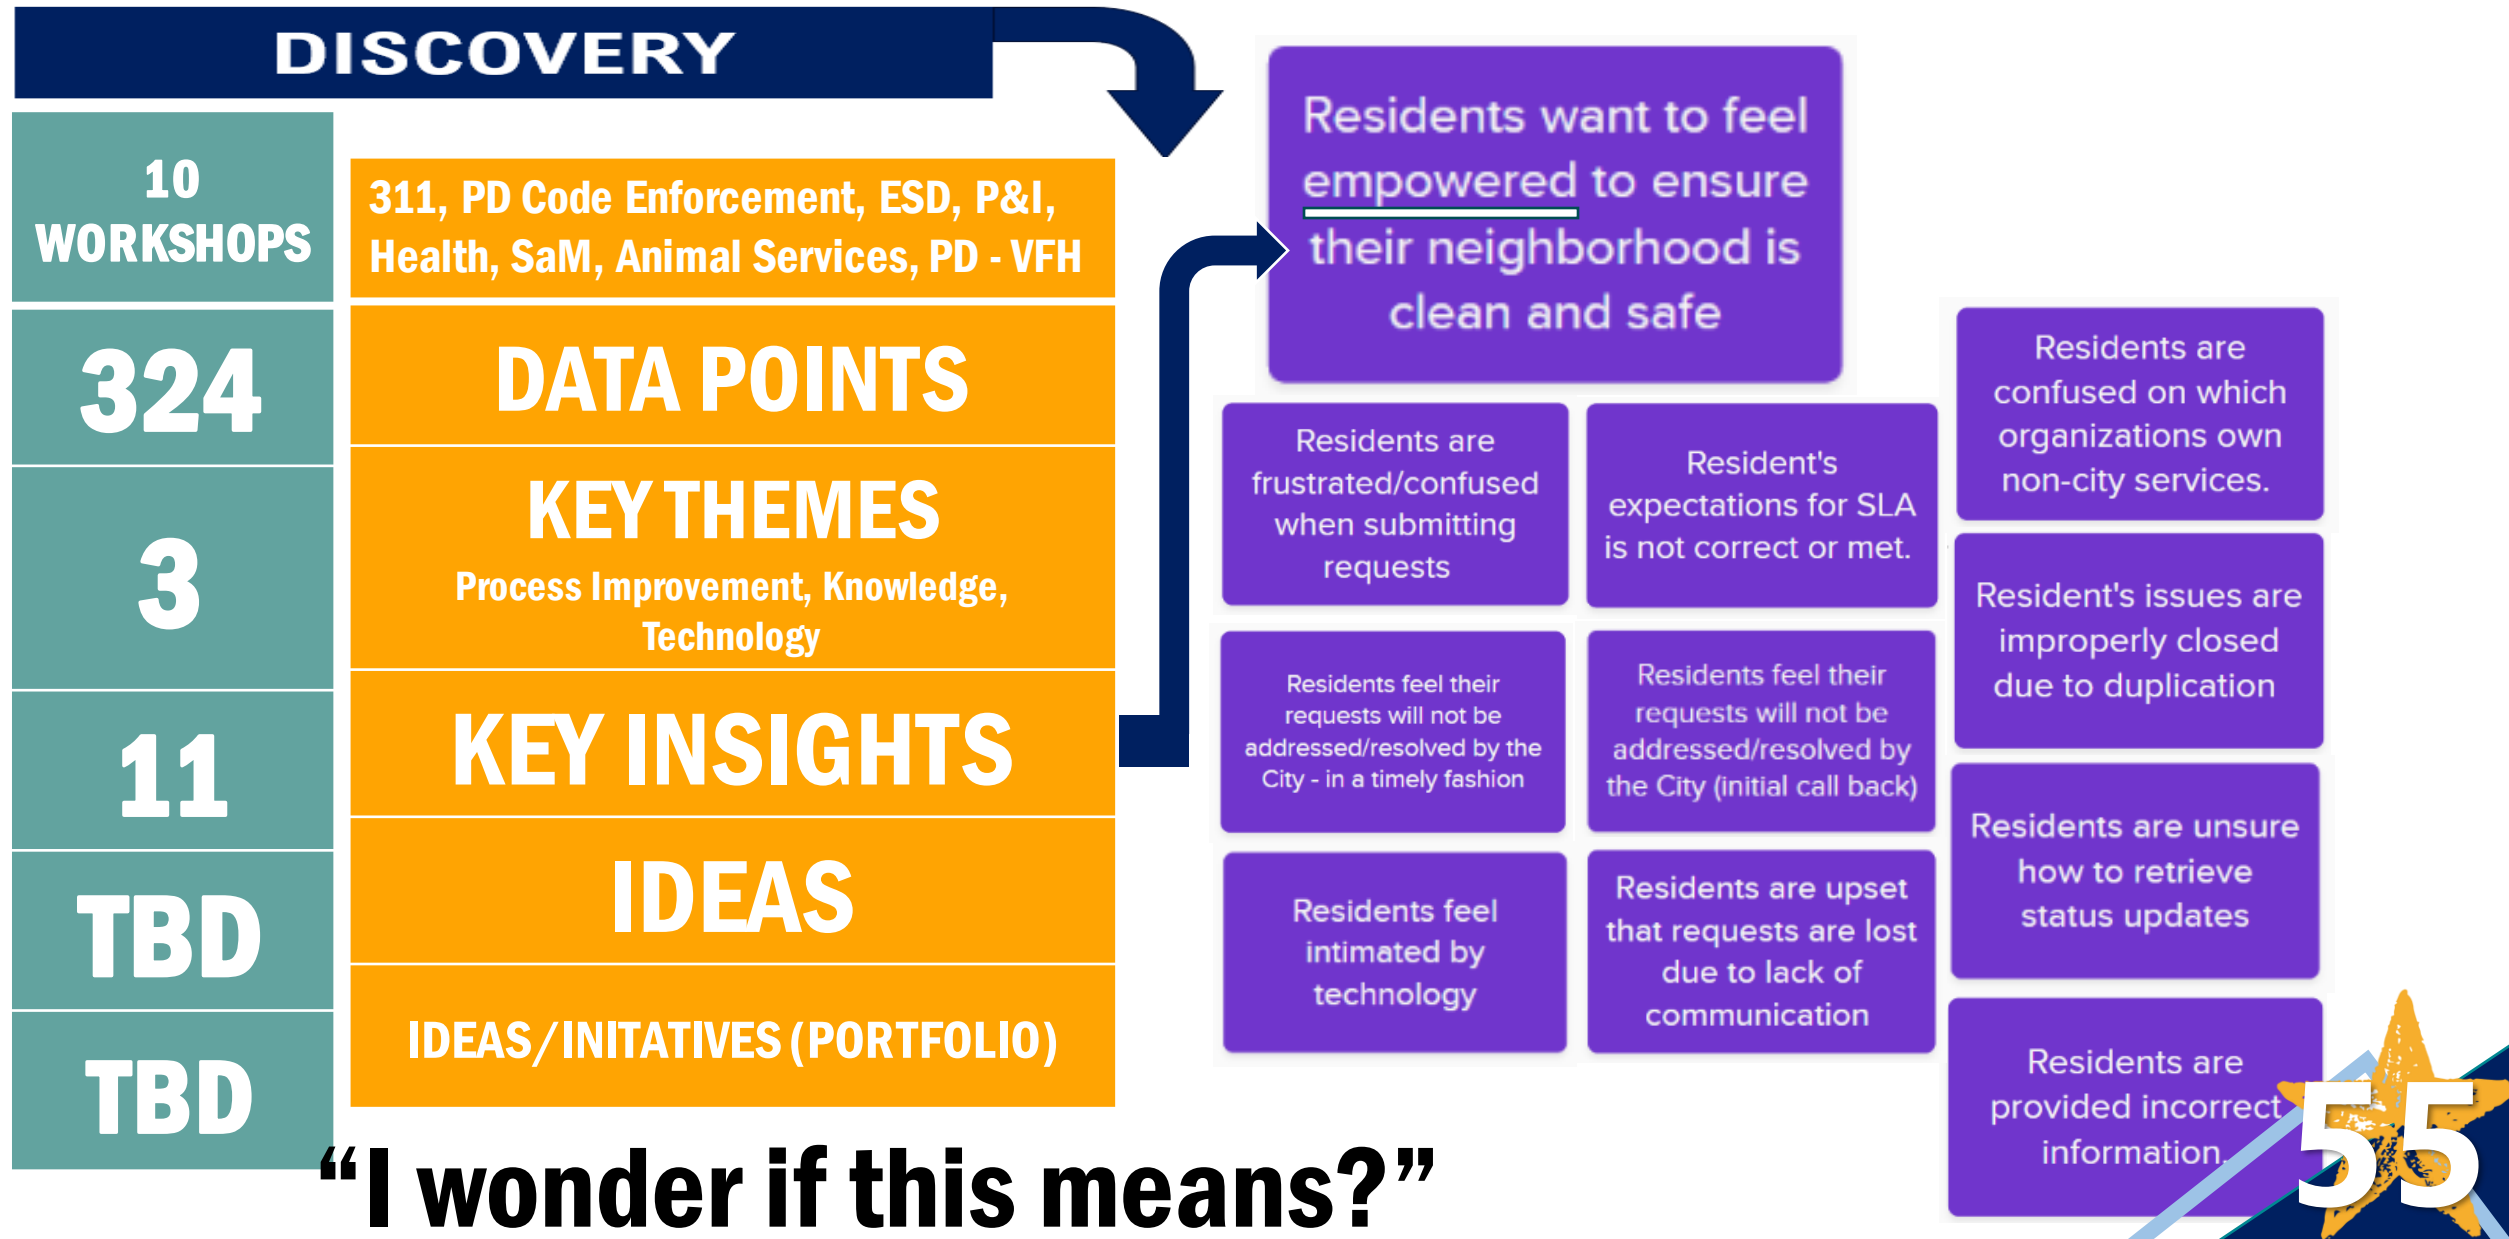 DISCOVERY
10
WORKSHOPS
311, PD Code Enforcement, ESD, P&I,
Health, SaM, Animal Services, PD - VFH
324
DATA POINTS
3
KEY THEMES
Process Improvement, Knowledge,
Technology
11
KEY INSIGHTS
TBD
IDEAS
TBD
IDEAS/INITATIVES (PORTFOLIO)
"I wonder if this means?"
Residents want to feel
empowered to ensure
their neighborhood is
clean and safe
Residents are
frustrated/confused
when submitting
requests
Resident's
expectations for SLA
is not correct or met.
Residents feel their
requests will not be
addressed/resolved by the
City - in a timely fashion
Residents feel their
requests will not be
addressed/resolved by
the City (initial call back)
Residents feel
intimated by
technology
Residents are upset
that requests are lost
due to lack of
communication
Residents are
confused on which
organizations own
non-city services.
Resident's issues are
improperly closed
due to duplication
Residents are unsure
how to retrieve
status updates
Residents are
provided incorrect
information.
55